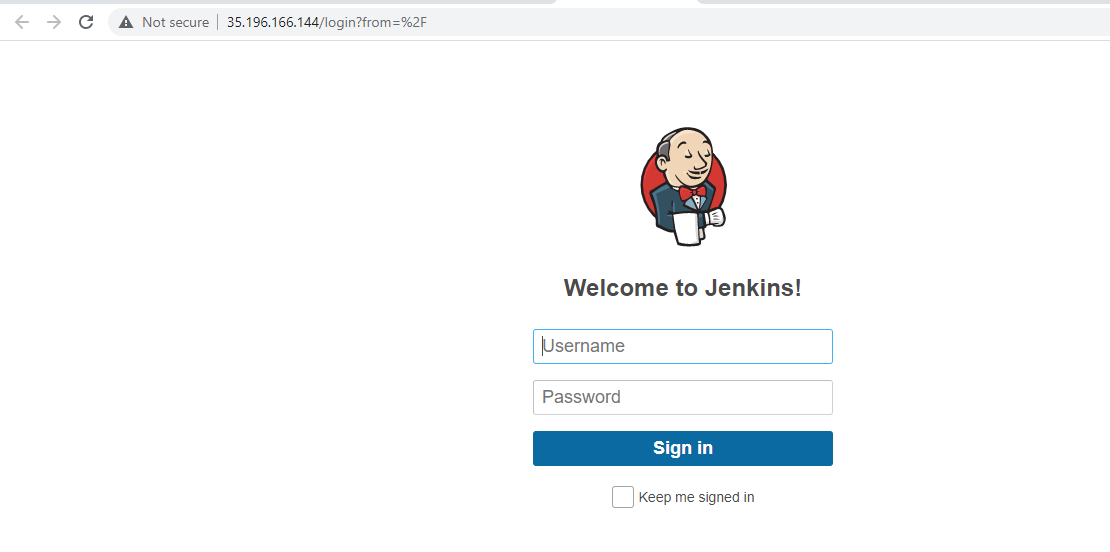 Not secure | 35.196.166.144/login?from=%2F
Welcome to Jenkins!
Username
Password
Sign in
Keep me signed in